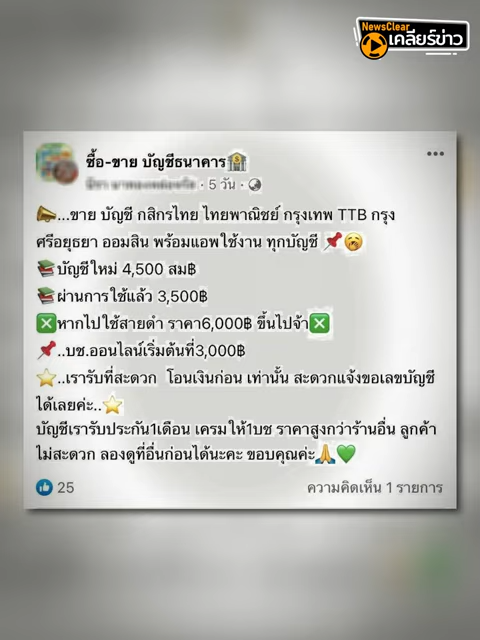 NewsClear
เคลียร์ข่าว
ซื้อ-ขาย บัญชีธนาคาร🏦
· 5 วัน ·
📣...ขาย บัญชี กสิกรไทย ไทยพาณิชย์ กรุงเทพ TTB กรุง
ศรีอยุธยา ออมสิน พร้อมแอพใช้งาน ทุกบัญชี 📌🥱
📚บัญชีใหม่ 4,500 สม฿
📚ผ่านการใช้แล้ว 3,500฿
❎หากไปใช้สายดำ ราคา6,000฿ ขึ้นไปจ้า❎
📌..บช.ออนไลน์เริ่มต้นที่3,000฿
⭐..เรารับที่สะดวก โอนเงินก่อน เท่านั้น สะดวกแจ้งขอเลขบัญชี
ได้เลยค่ะ..⭐
บัญชีเรารับประกัน1เดือน เครมให้1บช ราคาสูงกว่าร้านอื่น ลูกค้า
ไม่สะดวก ลองดูที่อื่นก่อนได้นะคะ ขอบคุณค่ะ🙏💚
25
ความคิดเห็น 1 รายการ